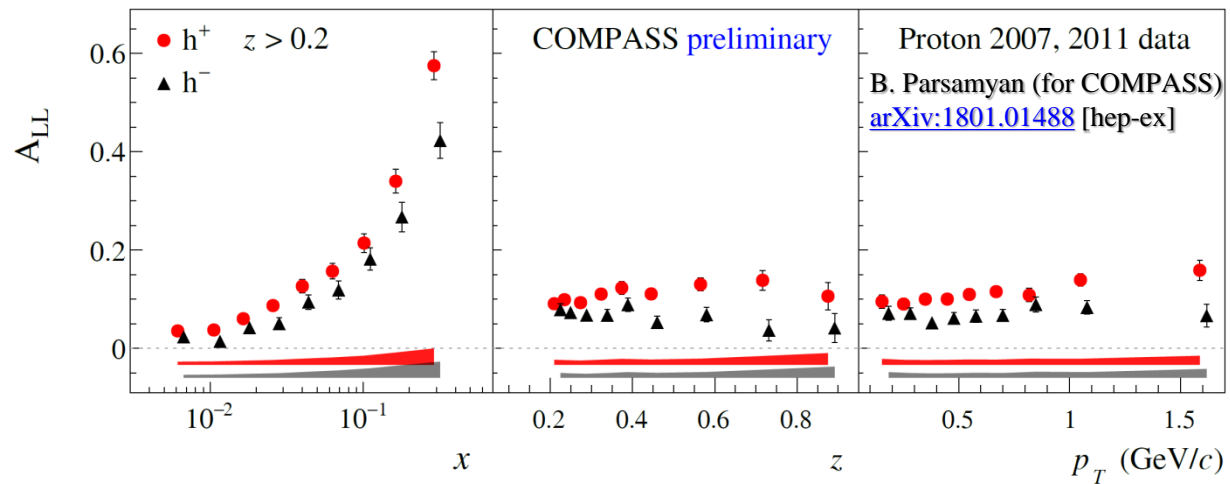 h+ z > 0.2
h−
COMPASS preliminary
Proton 2007, 2011 data
B. Parsamyan (for COMPASS)
arXiv:1801.01488 [hep-ex]
A_LL
0.6
0.4
0.2
0
10^−2 10^−1
x
0.2 0.4 0.6 0.8
z
0.5 1 1.5
p_T (GeV/c)